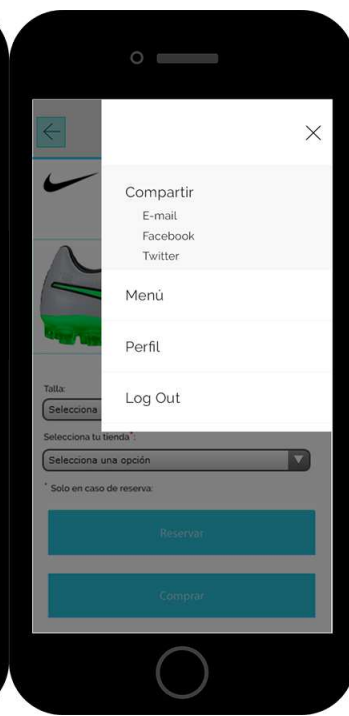 Compartir
E-mail
Facebook
Twitter
Menú
Perfil
Log Out
Talla:
Selecciona
Selecciona tu tienda*:
Selecciona una opción
* Solo en caso de reserva:
Reservar
Comprar